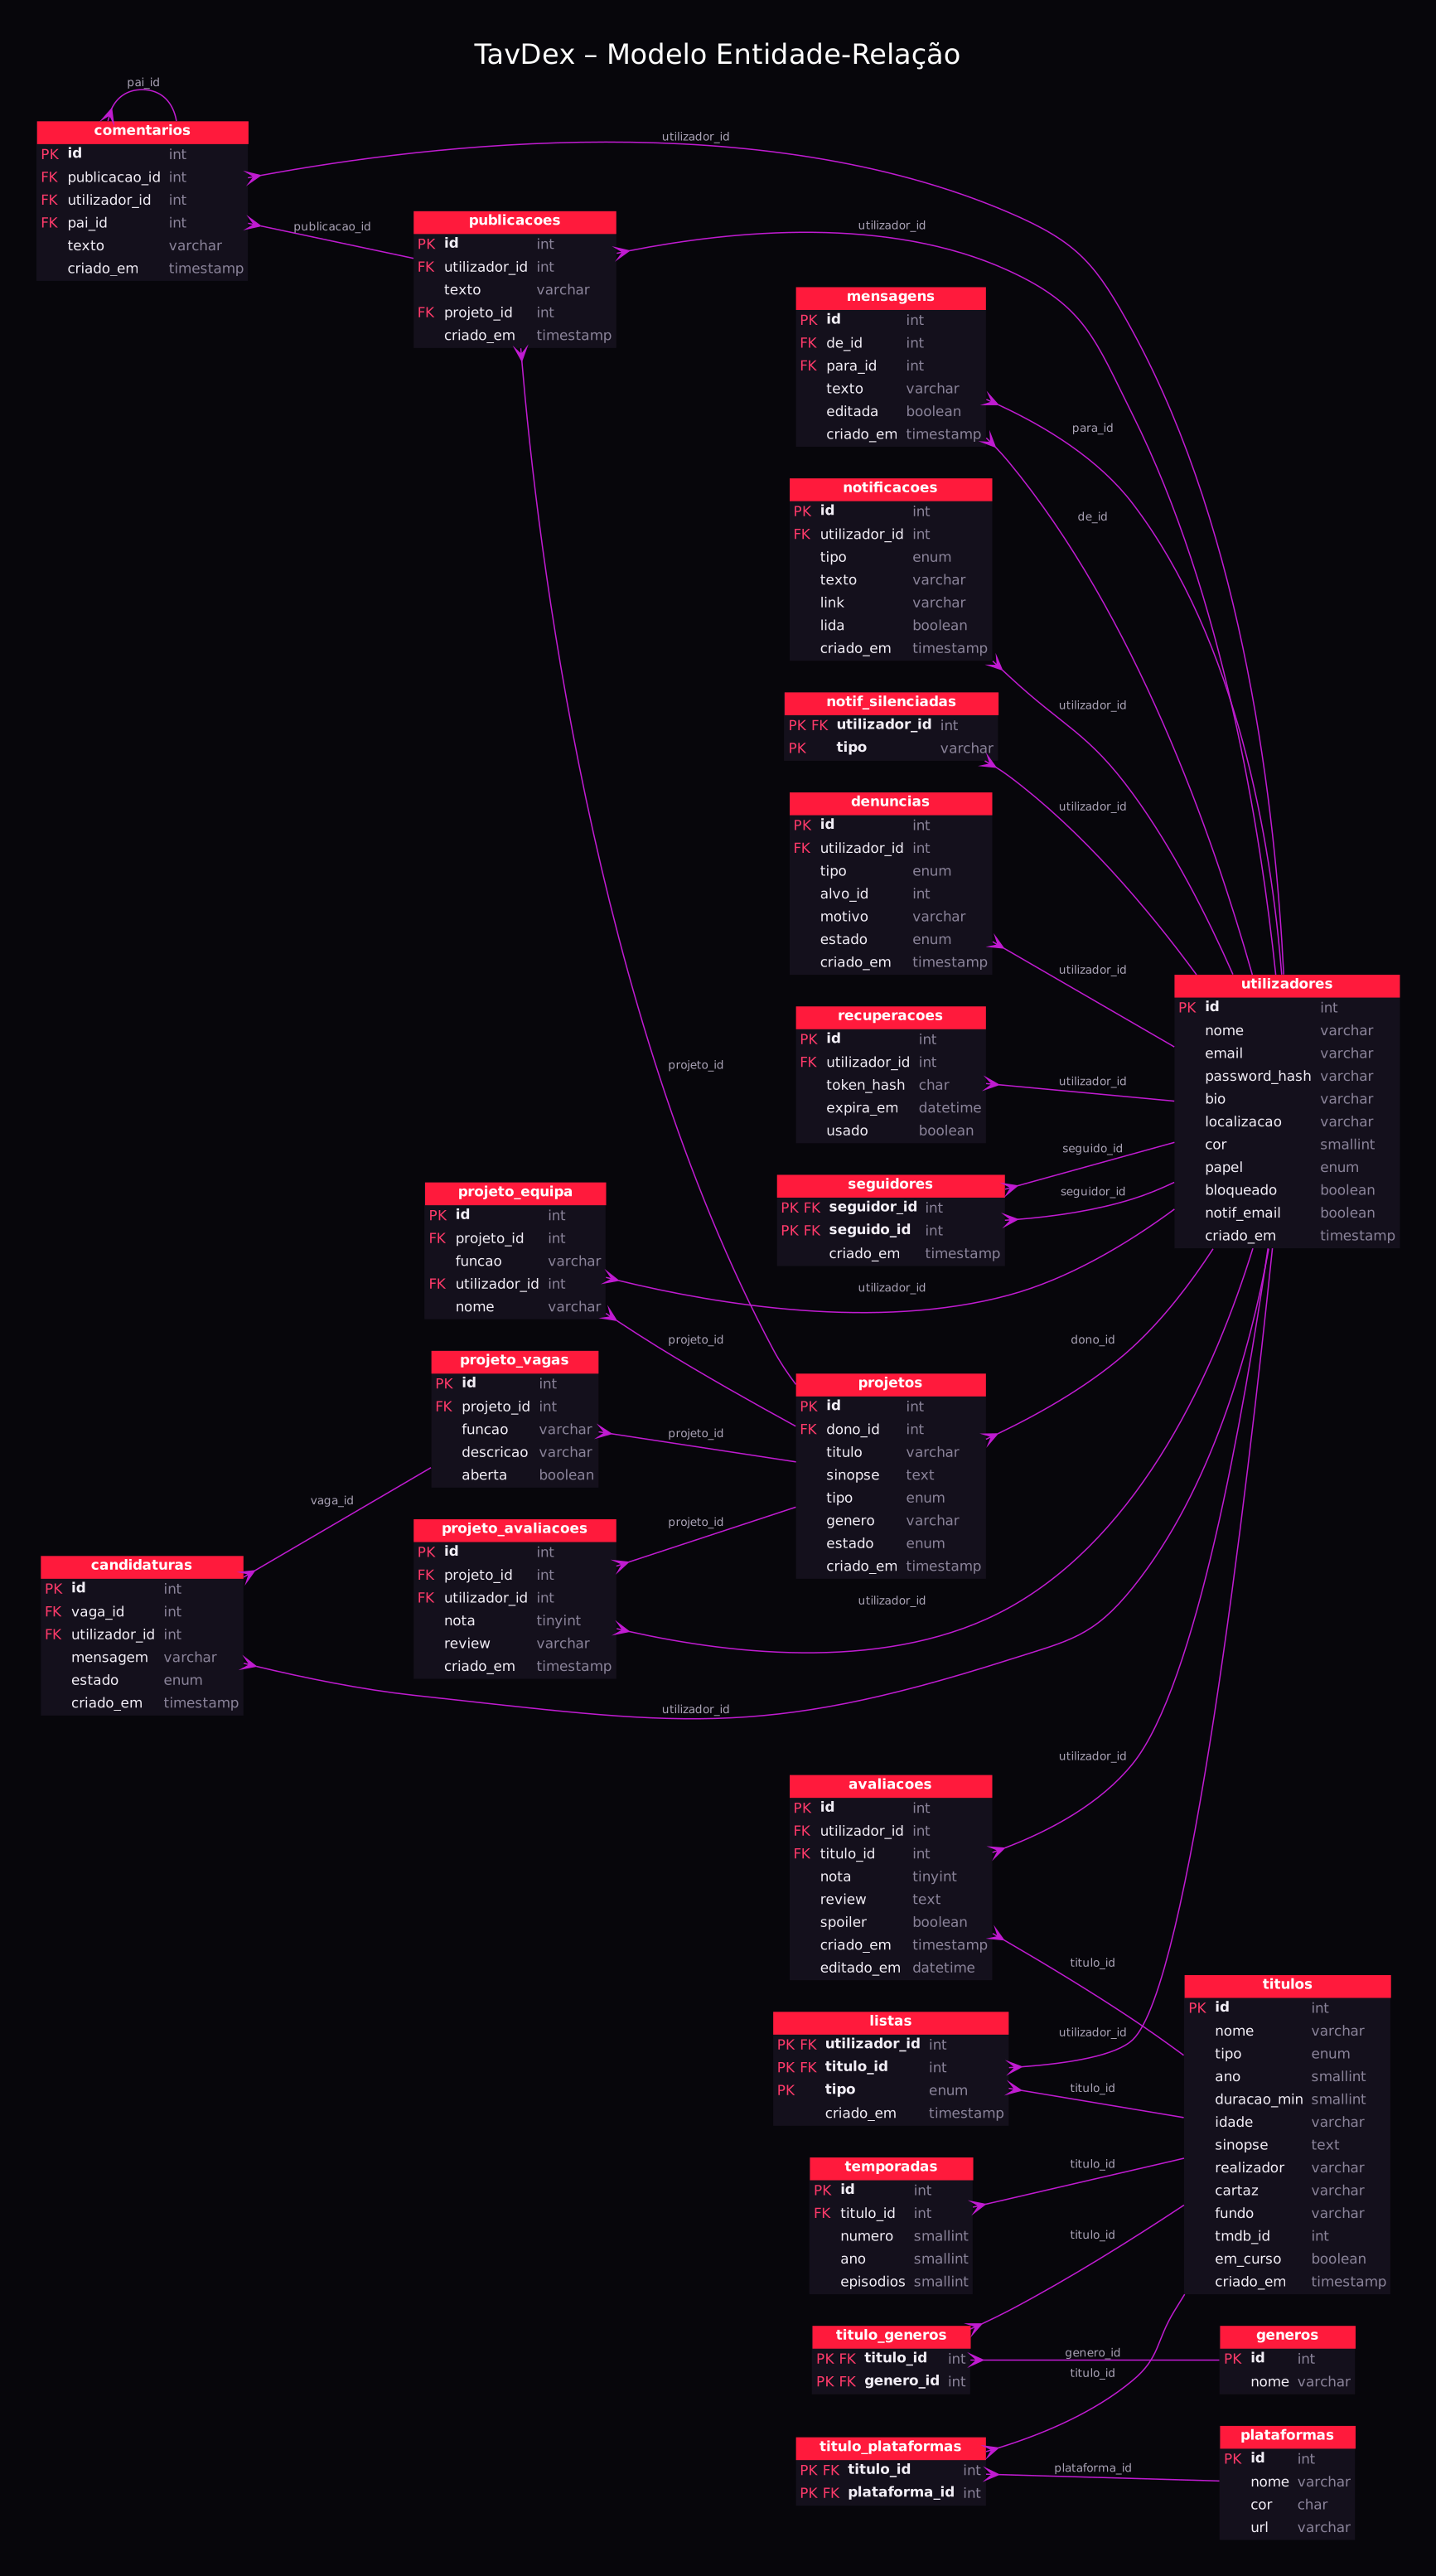 TavDex – Modelo Entidade-Relação
pai_id
comentarios
PK id int
FK publicacao_id int
FK utilizador_id int
FK pai_id int
texto varchar
criado_em timestamp
utilizador_id
publicacao_id
publicacoes
PK id int
FK utilizador_id int
texto varchar
FK projeto_id int
criado_em timestamp
utilizador_id
mensagens
PK id int
FK de_id int
FK para_id int
texto varchar
editada boolean
criado_em timestamp
para_id
de_id
notificacoes
PK id int
FK utilizador_id int
tipo enum
texto varchar
link varchar
lida boolean
criado_em timestamp
utilizador_id
notif_silenciadas
PK FK utilizador_id int
PK tipo varchar
utilizador_id
denuncias
PK id int
FK utilizador_id int
tipo enum
alvo_id int
motivo varchar
estado enum
criado_em timestamp
utilizador_id
utilizadores
PK id int
nome varchar
email varchar
password_hash varchar
bio varchar
localizacao varchar
cor smallint
papel enum
bloqueado boolean
notif_email boolean
criado_em timestamp
recuperacoes
PK id int
FK utilizador_id int
token_hash char
expira_em datetime
usado boolean
utilizador_id
projeto_id
seguidores
PK FK seguidor_id int
PK FK seguido_id int
criado_em timestamp
seguido_id
seguidor_id
projeto_equipa
PK id int
FK projeto_id int
funcao varchar
FK utilizador_id int
nome varchar
utilizador_id
projeto_id
dono_id
projeto_vagas
PK id int
FK projeto_id int
funcao varchar
descricao varchar
aberta boolean
projeto_id
projetos
PK id int
FK dono_id int
titulo varchar
sinopse text
tipo enum
genero varchar
estado enum
criado_em timestamp
vaga_id
projeto_avaliacoes
PK id int
FK projeto_id int
FK utilizador_id int
nota tinyint
review varchar
criado_em timestamp
projeto_id
utilizador_id
candidaturas
PK id int
FK vaga_id int
FK utilizador_id int
mensagem varchar
estado enum
criado_em timestamp
utilizador_id
avaliacoes
PK id int
FK utilizador_id int
FK titulo_id int
nota tinyint
review text
spoiler boolean
criado_em timestamp
editado_em datetime
utilizador_id
titulo_id
listas
PK FK utilizador_id int
PK FK titulo_id int
PK tipo enum
criado_em timestamp
utilizador_id
titulo_id
titulos
PK id int
nome varchar
tipo enum
ano smallint
duracao_min smallint
idade varchar
sinopse text
realizador varchar
cartaz varchar
fundo varchar
tmdb_id int
em_curso boolean
criado_em timestamp
temporadas
PK id int
FK titulo_id int
numero smallint
ano smallint
episodios smallint
titulo_id
titulo_id
titulo_generos
PK FK titulo_id int
PK FK genero_id int
genero_id
titulo_id
generos
PK id int
nome varchar
titulo_plataformas
PK FK titulo_id int
PK FK plataforma_id int
plataforma_id
plataformas
PK id int
nome varchar
cor char
url varchar